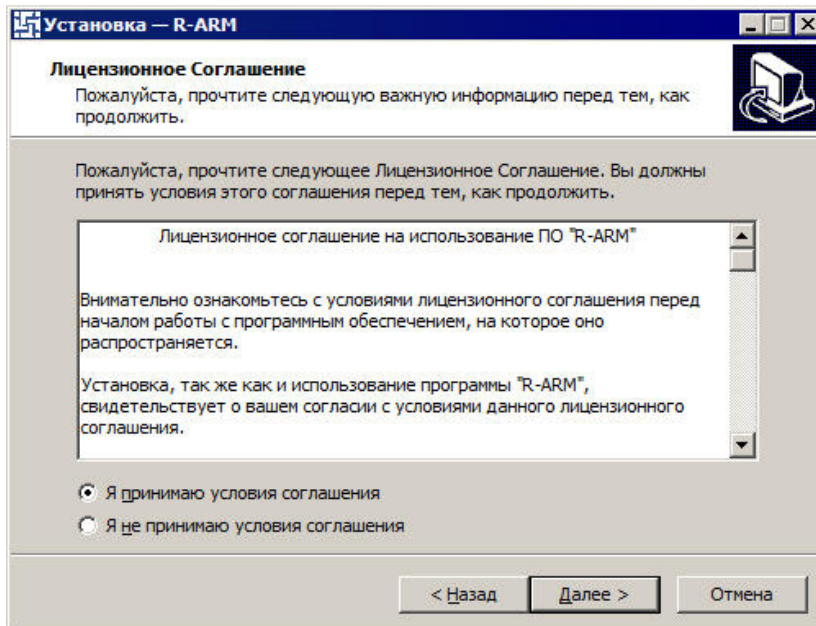 Установка — R-ARM
Лицензионное Соглашение
Пожалуйста, прочтите следующую важную информацию перед тем, как
продолжить.
Пожалуйста, прочтите следующее Лицензионное Соглашение. Вы должны
принять условия этого соглашения перед тем, как продолжить.
Лицензионное соглашение на использование ПО "R-ARM"
Внимательно ознакомьтесь с условиями лицензионного соглашения перед
началом работы с программным обеспечением, на которое оно
распространяется.
Установка, так же как и использование программы "R-ARM",
свидетельствует о вашем согласии с условиями данного лицензионного
соглашения.
Я принимаю условия соглашения
Я не принимаю условия соглашения
< Назад Далее > Отмена